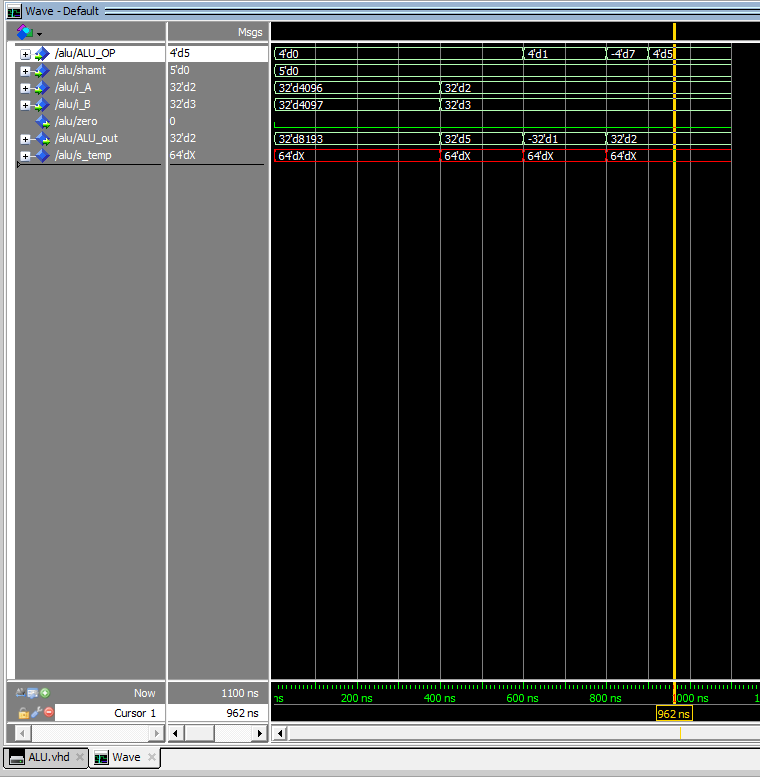 Wave - Default
Msgs
/alu/ALU_OP 4'd5 4'd0 4'd1 -4'd7 4'd5
/alu/shamt 5'd0 5'd0
/alu/i_A 32'd2 32'd4096 32'd2
/alu/i_B 32'd3 32'd4097 32'd3
/alu/zero 0
/alu/ALU_out 32'd2 32'd8193 32'd5 -32'd1 32'd2
/alu/s_temp 64'dX 64'dX 64'dX 64'dX 64'dX
Now 1100 ns ns 200 ns 400 ns 600 ns 800 ns 1000 ns 1
Cursor 1 962 ns 962 ns
ALU.vhd Wave